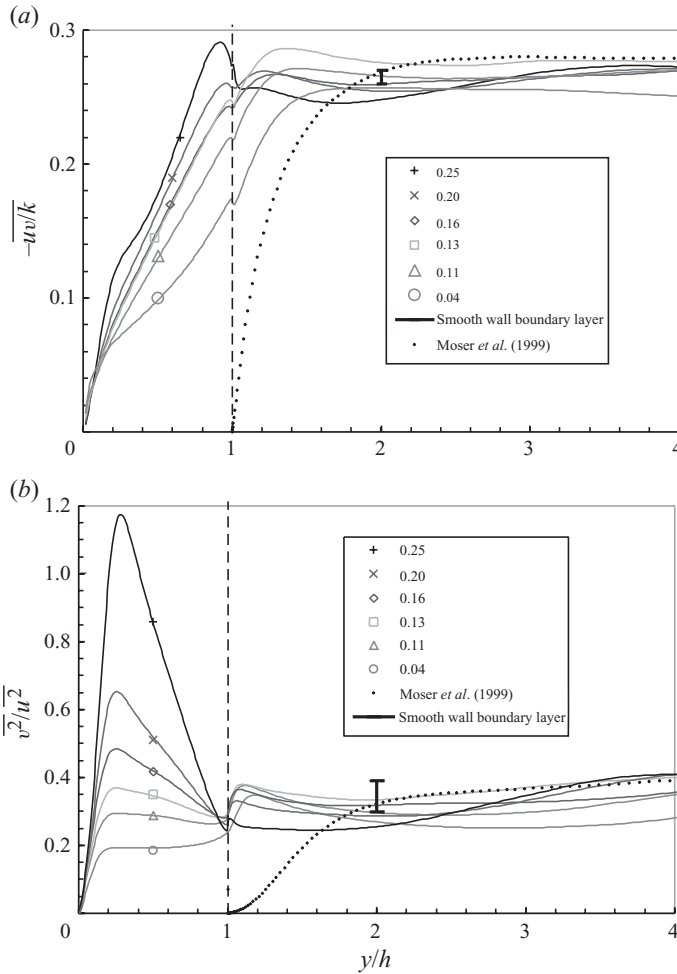 (a)
0.3
0.2
0.1
0
−uv/k
0.25
0.20
0.16
0.13
0.11
0.04
Smooth wall boundary layer
Moser et al. (1999)
0 1 2 3 4
(b)
1.2
1.0
0.8
0.6
0.4
0.2
0
v²/u²
0.25
0.20
0.16
0.13
0.11
0.04
Moser et al. (1999)
Smooth wall boundary layer
0 1 2 3 4
y/h